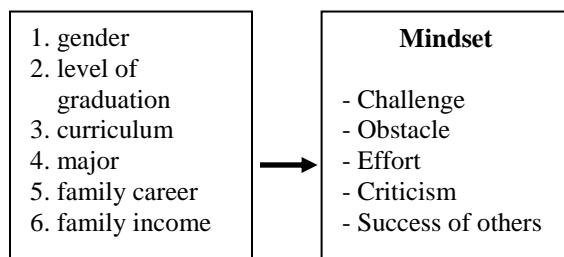 1. gender
2. level of
graduation
3. curriculum
4. major
5. family career
6. family income
Mindset
- Challenge
- Obstacle
- Effort
- Criticism
- Success of others